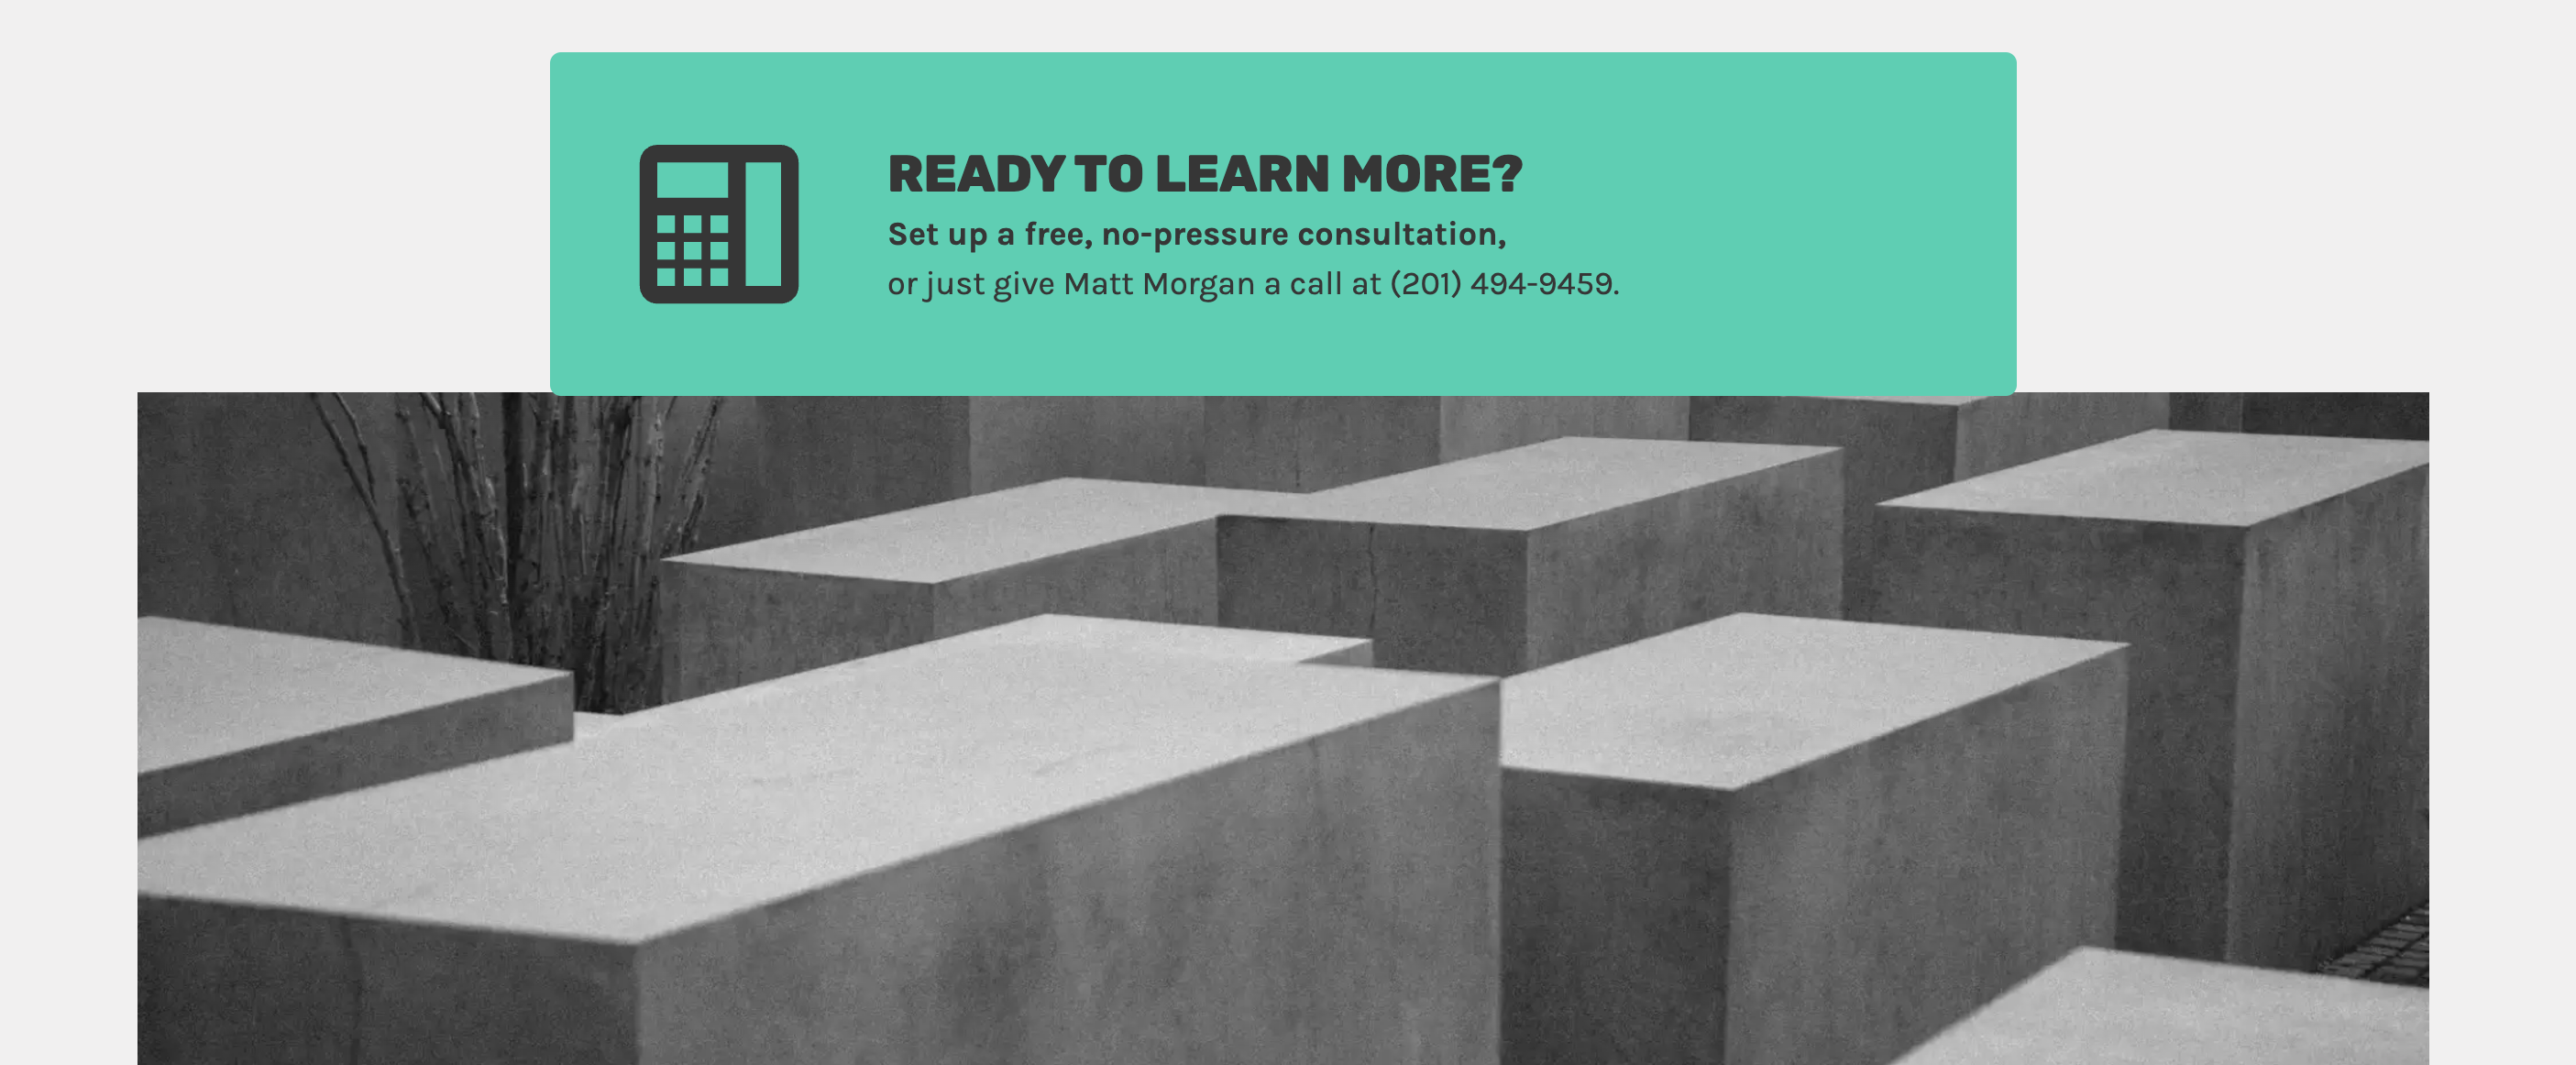 READY TO LEARN MORE?
Set up a free, no-pressure consultation,
or just give Matt Morgan a call at (201) 494-9459.